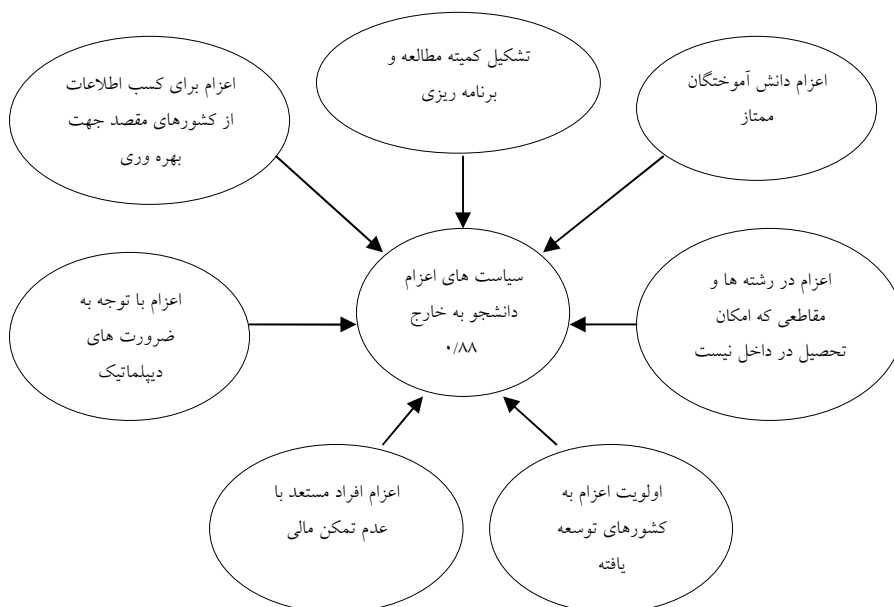 تشکیل کمیته مطالعه و
برنامه ریزی
اعزام دانش آموختگان
ممتاز
اعزام برای کسب اطلاعات
از کشورهای مقصد جهت
بهره وری
سیاست های اعزام
دانشجو به خارج
۰/۸۸
اعزام در رشته ها و
مقاطعی که امکان
تحصیل در داخل نیست
اعزام با توجه به
ضرورت های
دیپلماتیک
اولویت اعزام به
کشورهای توسعه
یافته
اعزام افراد مستعد با
عدم تمکن مالی